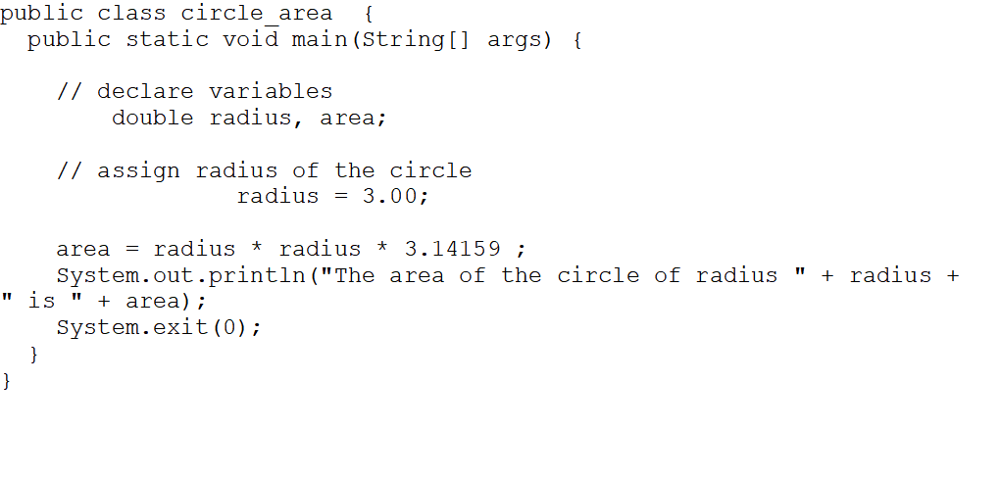 public class circle_area  {
  public static void main(String[] args) {

    // declare variables
        double radius, area;

    // assign radius of the circle
                 radius = 3.00;

    area = radius * radius * 3.14159 ;
    System.out.println("The area of the circle of radius " + radius +
" is " + area);
    System.exit(0);
  }
}